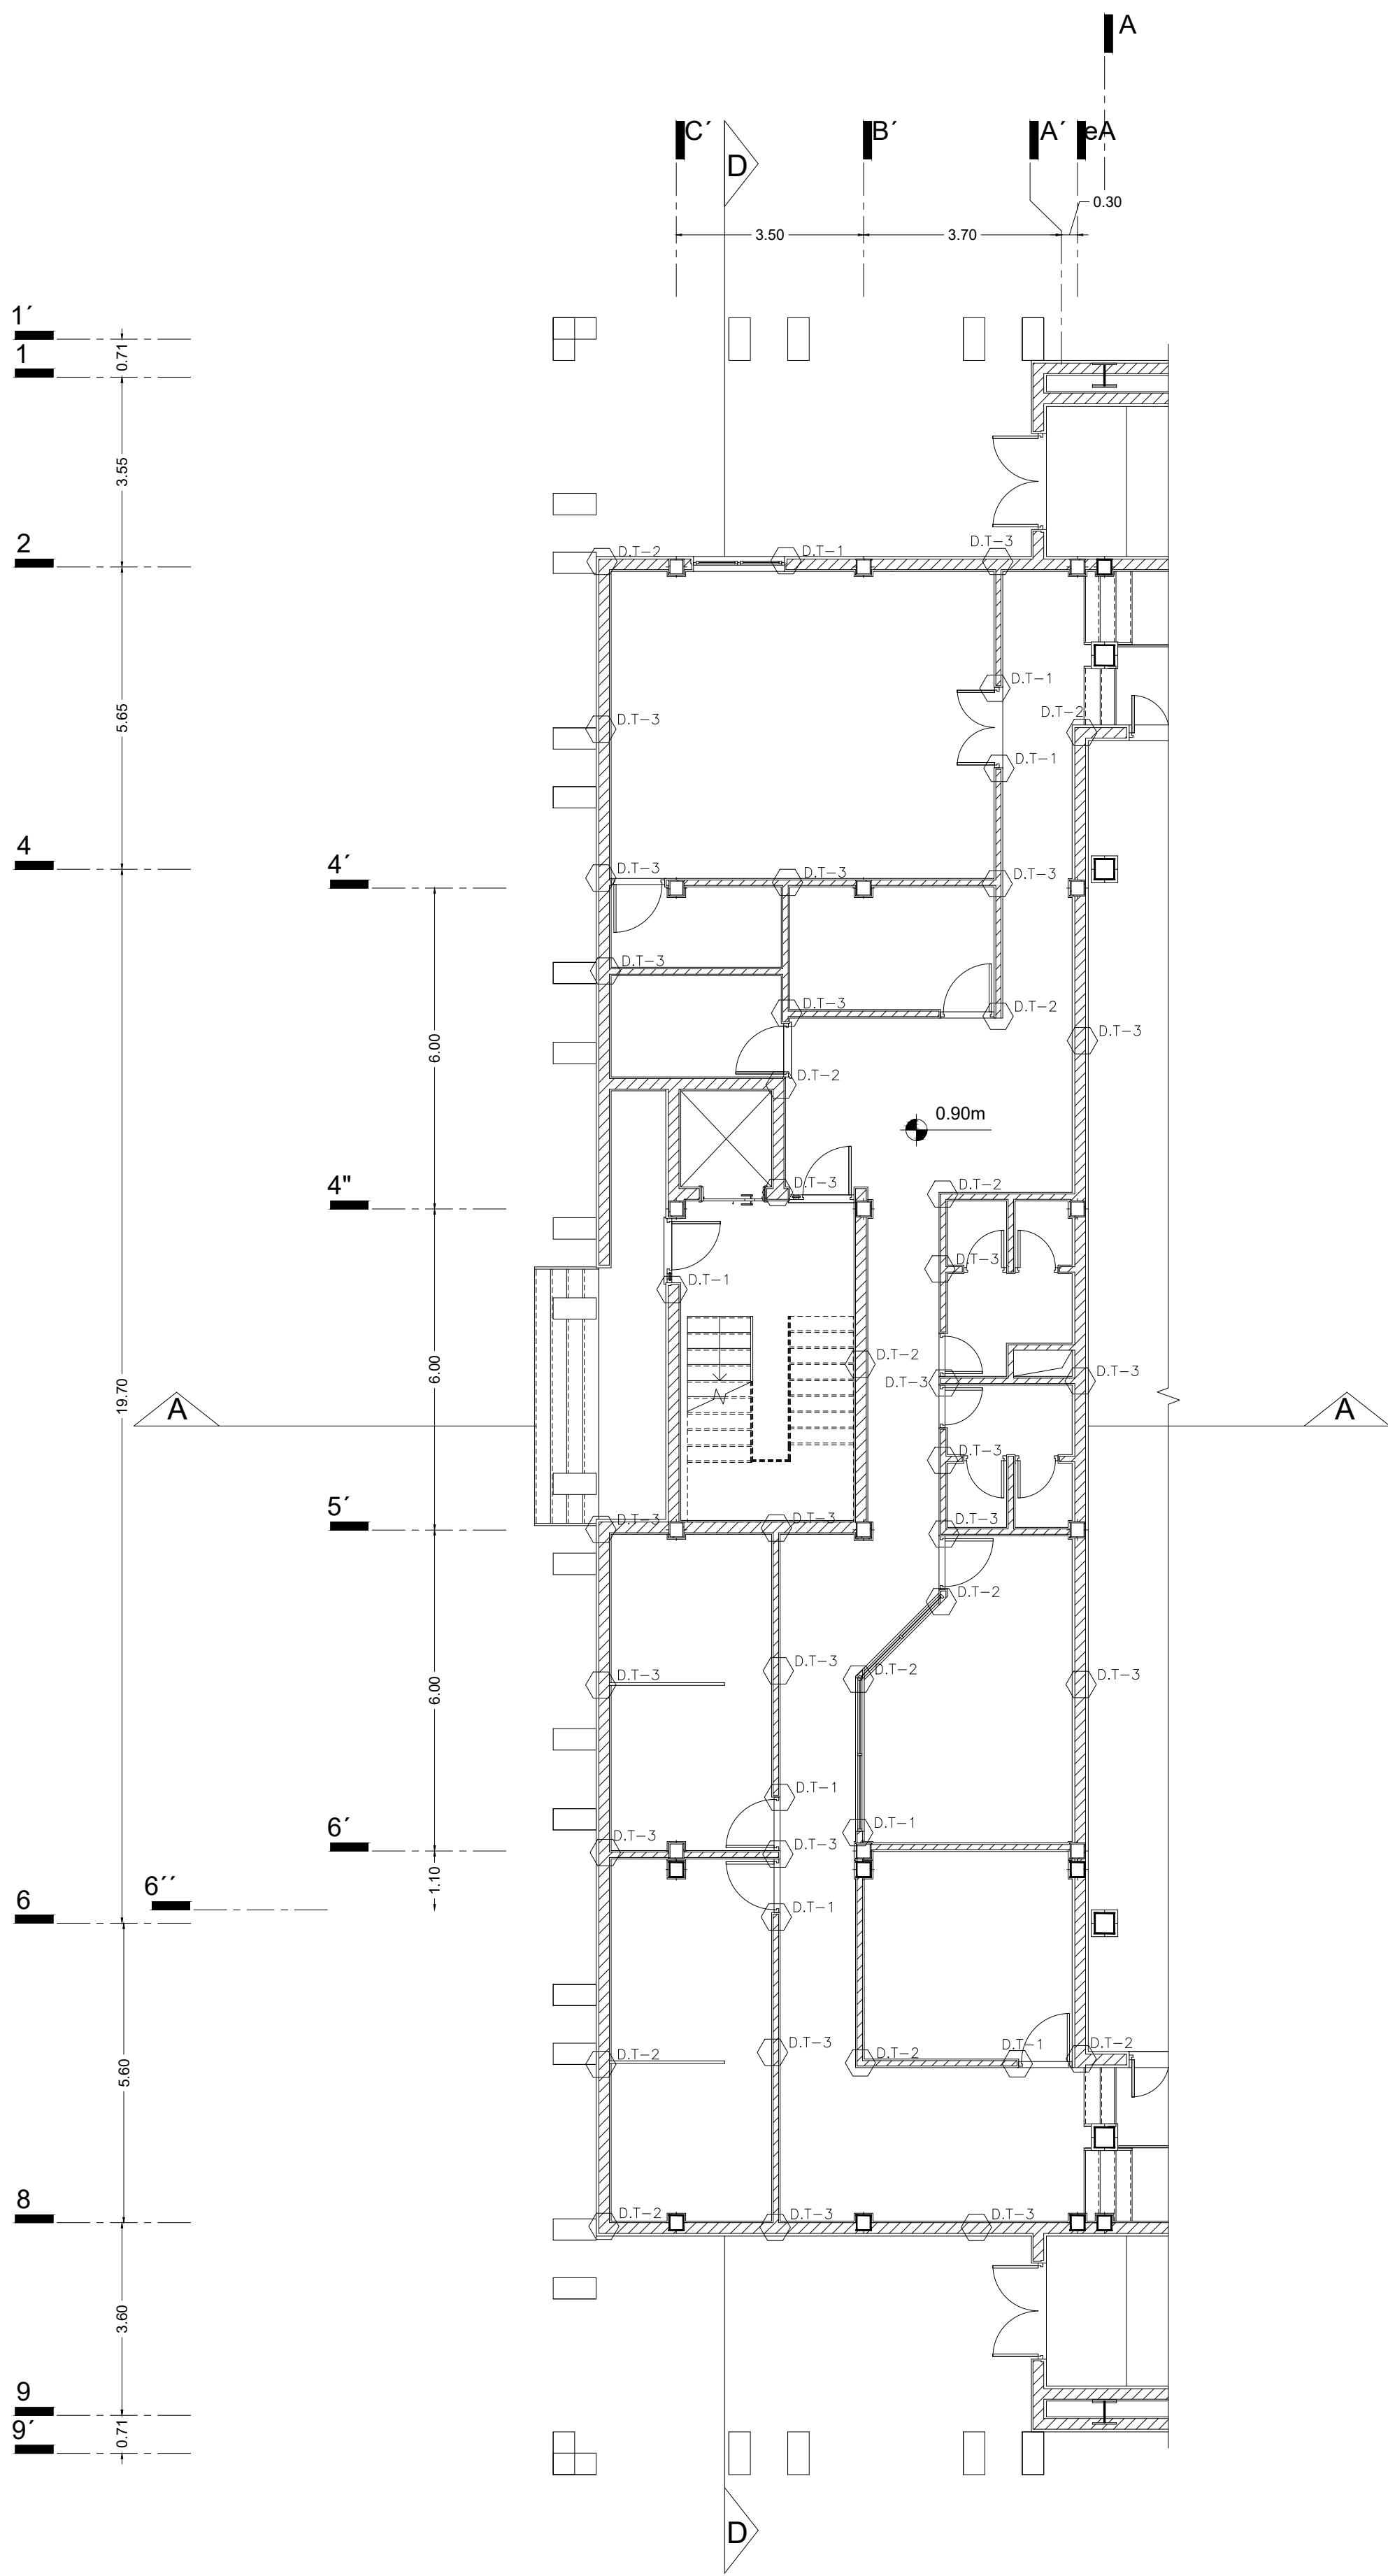 A
C´ D B´ A´ eA
0.30
3.50 3.70
1´
0.71
1
3.55
2
D.T-2 D.T-1 D.T-3
D.T-1
5.65 D.T-3 D.T-2
D.T-1
4 4´ D.T-3 D.T-3 D.T-3
D.T-3
D.T-3 D.T-2
6.00 D.T-3
D.T-2
0.90m
4" D.T-3 D.T-2
D.T-3
D.T-1
6.00 D.T-2
D.T-3 D.T-3
19.70
A A
D.T-3
5´ D.T-3 D.T-3 D.T-3
D.T-2
6.00 D.T-3 D.T-3 D.T-2 D.T-3
D.T-1
D.T-1
6´ D.T-3 D.T-3
1.10
6 6´´
D.T-1
D.T-3
D.T-2 D.T-2 D.T-1 D.T-2
5.60
8
D.T-2 D.T-3 D.T-3
3.60
9
0.71
9´
D